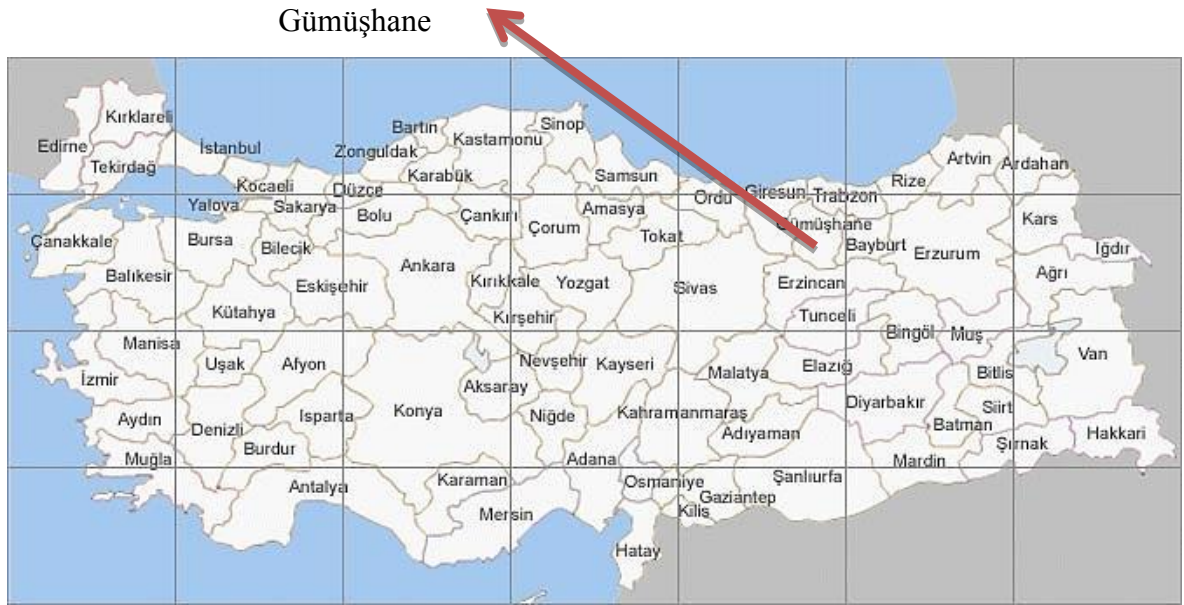 Gümüşhane
Kırklareli
Edirne
Tekirdağ
İstanbul
Kocaeli
Yalova
Sakarya
Düzce
Zonguldak
Bartın
Karabük
Kastamonu
Sinop
Samsun
Ordu
Giresun
Trabzon
Rize
Artvin
Ardahan
Çanakkale
Bursa
Bilecik
Bolu
Çankırı
Çorum
Amasya
Tokat
Gümüşhane
Bayburt
Erzurum
Kars
Iğdır
Balıkesir
Kütahya
Eskişehir
Ankara
Kırıkkale
Yozgat
Kırşehir
Sivas
Erzincan
Tunceli
Ağrı
Manisa
Uşak
Afyon
İzmir
Aydın
Denizli
Isparta
Burdur
Muğla
Antalya
Konya
Aksaray
Nevşehir
Kayseri
Niğde
Kahramanmaraş
Malatya
Elazığ
Bingöl
Muş
Bitlis
Van
Diyarbakır
Adıyaman
Batman
Siirt
Şırnak
Hakkari
Mardin
Şanlıurfa
Gaziantep
Kilis
Osmaniye
Adana
Karaman
Mersin
Hatay